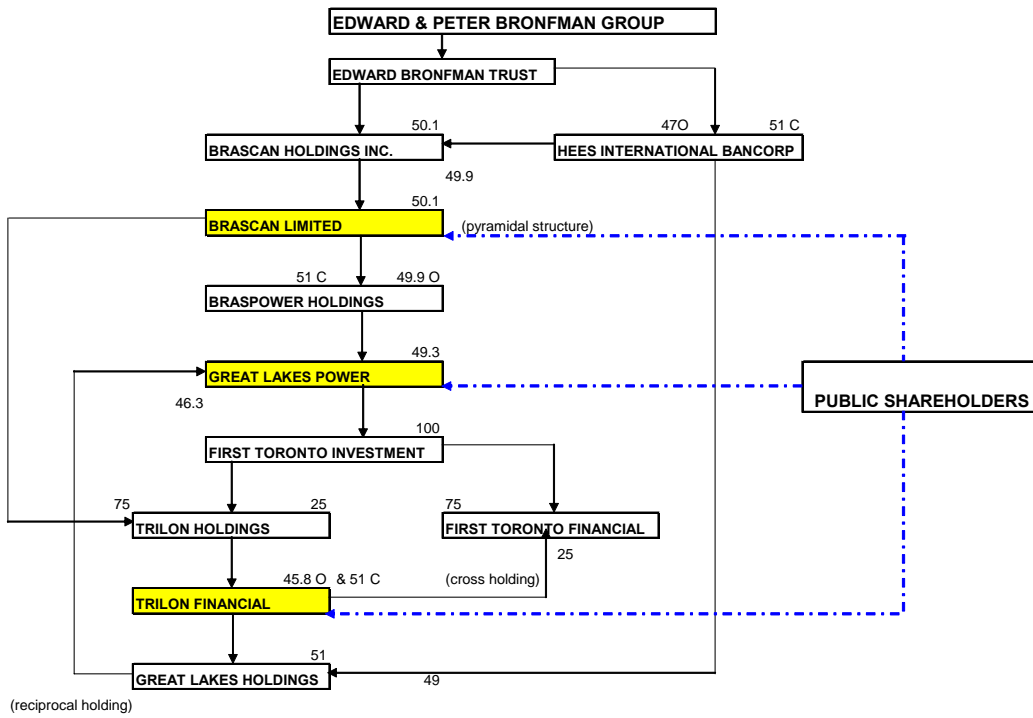 EDWARD & PETER BRONFMAN GROUP
EDWARD BRONFMAN TRUST
50.1
47O 51 C
BRASCAN HOLDINGS INC.
HEES INTERNATIONAL BANCORP
49.9
50.1
BRASCAN LIMITED
(pyramidal structure)
51 C 49.9 O
BRASPOWER HOLDINGS
49.3
GREAT LAKES POWER
46.3
PUBLIC SHAREHOLDERS
100
FIRST TORONTO INVESTMENT
75 25
75
TRILON HOLDINGS
FIRST TORONTO FINANCIAL
25
45.8 O & 51 C
(cross holding)
TRILON FINANCIAL
51
GREAT LAKES HOLDINGS
49
(reciprocal holding)